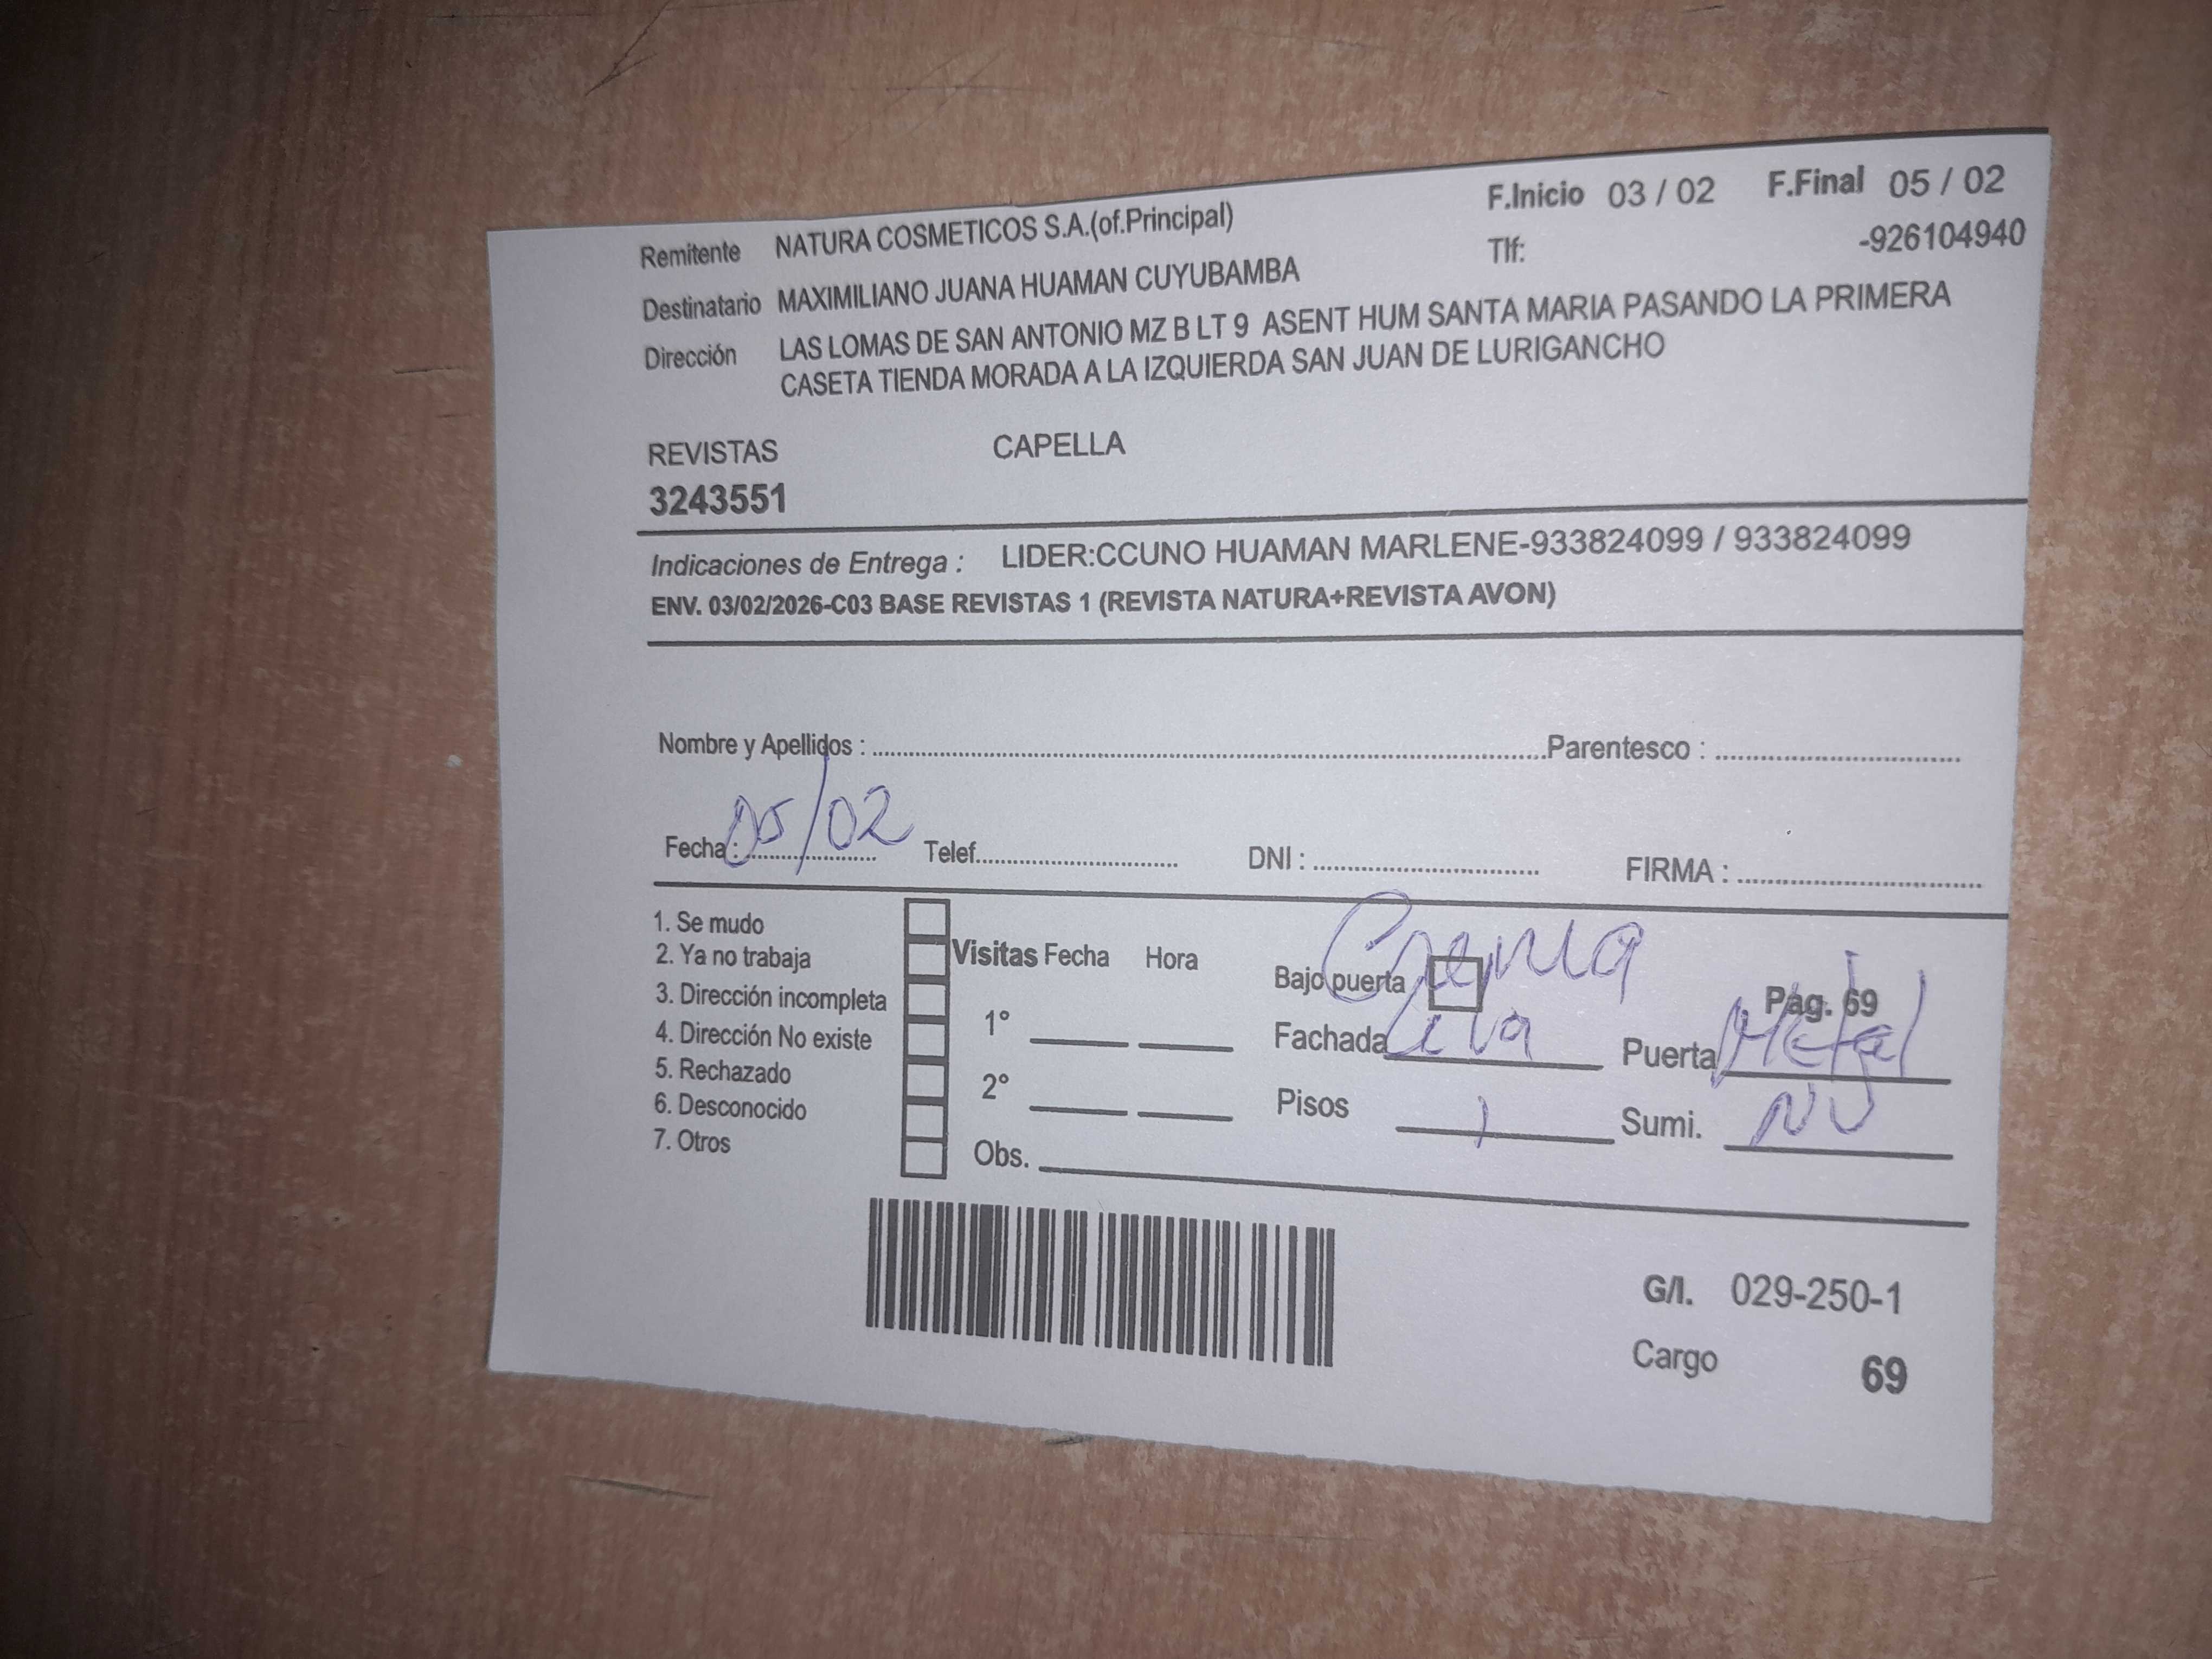 F.Inicio 03 / 02 F.Final 05 / 02
Remitente NATURA COSMETICOS S.A.(of.Principal) Tlf: -926104940
Destinatario MAXIMILIANO JUANA HUAMAN CUYUBAMBA
Dirección LAS LOMAS DE SAN ANTONIO MZ B LT 9 ASENT HUM SANTA MARIA PASANDO LA PRIMERA
CASETA TIENDA MORADA A LA IZQUIERDA SAN JUAN DE LURIGANCHO
REVISTAS CAPELLA
3243551
Indicaciones de Entrega : LIDER:CCUNO HUAMAN MARLENE-933824099 / 933824099
ENV. 03/02/2026-C03 BASE REVISTAS 1 (REVISTA NATURA+REVISTA AVON)
Nombre y Apellidos : Parentesco :
Fecha : 05/02 Telef. DNI : FIRMA :
1. Se mudo
2. Ya no trabaja
3. Dirección incompleta
4. Dirección No existe
5. Rechazado
6. Desconocido
7. Otros
Visitas Fecha Hora
1°
2°
Obs.
Crema
Bajo puerta Pag. 69
Fachada Puerta Metal
Pisos 1 Sumi.
G/I. 029-250-1
Cargo 69